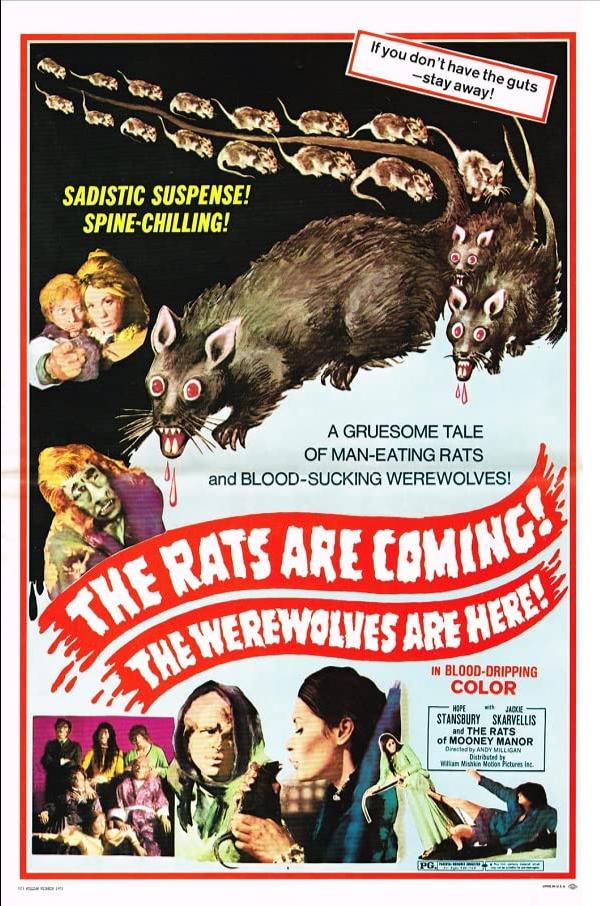 If you don't have the guts
—stay away!
SADISTIC SUSPENSE!
SPINE-CHILLING!
A GRUESOME TALE
OF MAN-EATING RATS
and BLOOD-SUCKING WEREWOLVES!
THE RATS ARE COMING!
THE WEREWOLVES ARE HERE!
IN BLOOD-DRIPPING
COLOR
HOPE with JACKIE
STANSBURY SKARVELLIS
and THE RATS
of MOONEY MANOR
Directed by ANDY MILLIGAN
Distributed by
William Mishkin Motion Pictures Inc.
PG